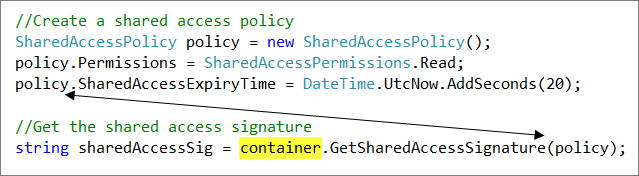 //Create a shared access policy
SharedAccessPolicy policy = new SharedAccessPolicy();
policy.Permissions = SharedAccessPermissions.Read;
policy.SharedAccessExpiryTime = DateTime.UtcNow.AddSeconds(20);
//Get the shared access signature
string sharedAccessSig = container.GetSharedAccessSignature(policy);